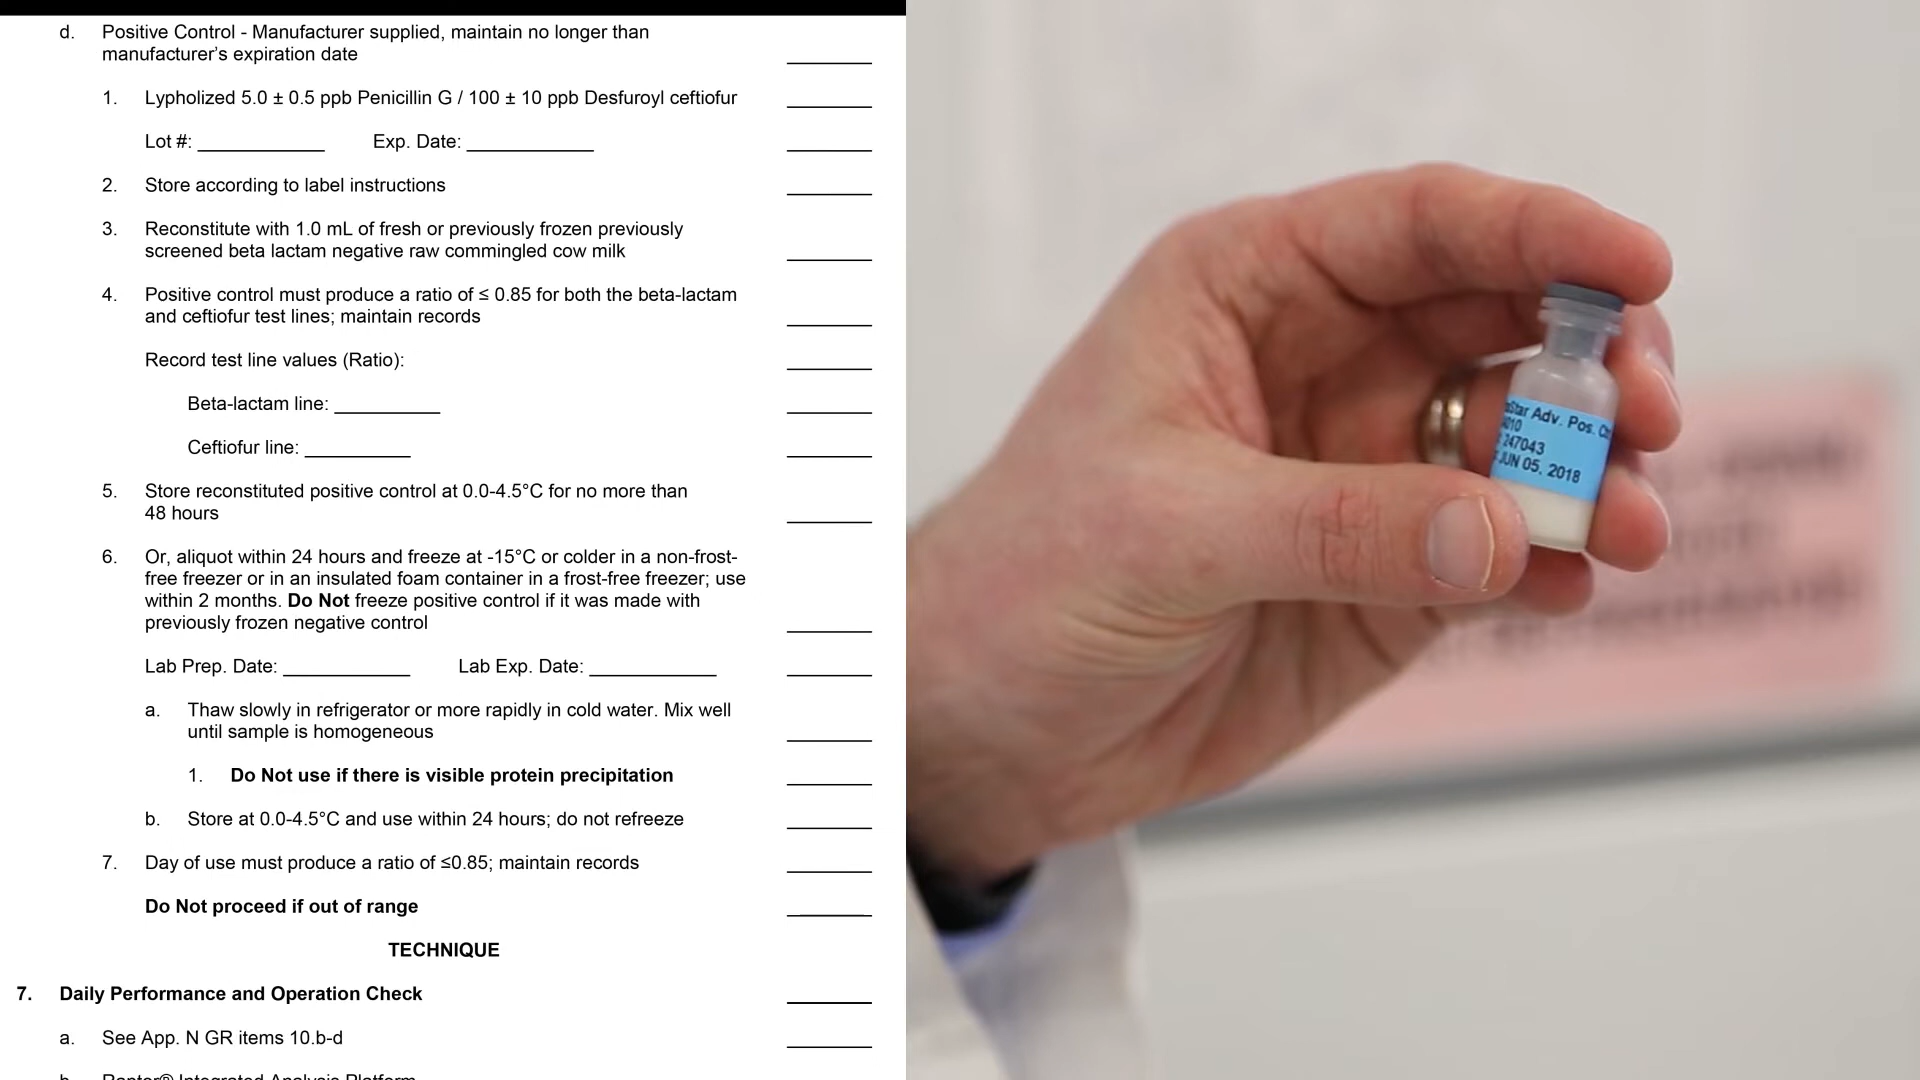 d. Positive Control - Manufacturer supplied, maintain no longer than
manufacturer’s expiration date
1. Lypholized 5.0 ± 0.5 ppb Penicillin G / 100 ± 10 ppb Desfuroyl ceftiofur
Lot #: ____________ Exp. Date: ____________
2. Store according to label instructions
3. Reconstitute with 1.0 mL of fresh or previously frozen previously
screened beta lactam negative raw commingled cow milk
4. Positive control must produce a ratio of ≤ 0.85 for both the beta-lactam
and ceftiofur test lines; maintain records
Record test line values (Ratio):
Beta-lactam line: __________
Ceftiofur line: __________
5. Store reconstituted positive control at 0.0-4.5°C for no more than
48 hours
6. Or, aliquot within 24 hours and freeze at -15°C or colder in a non-frost-
free freezer or in an insulated foam container in a frost-free freezer; use
within 2 months. Do Not freeze positive control if it was made with
previously frozen negative control
Lab Prep. Date: ____________ Lab Exp. Date: ____________
a. Thaw slowly in refrigerator or more rapidly in cold water. Mix well
until sample is homogeneous
1. Do Not use if there is visible protein precipitation
b. Store at 0.0-4.5°C and use within 24 hours; do not refreeze
7. Day of use must produce a ratio of ≤0.85; maintain records
Do Not proceed if out of range
TECHNIQUE
7. Daily Performance and Operation Check
a. See App. N GR items 10.b-d
b. Raptor® Integrated Analysis Platform
Adv. Pos.
247043
JUN 05, 2018